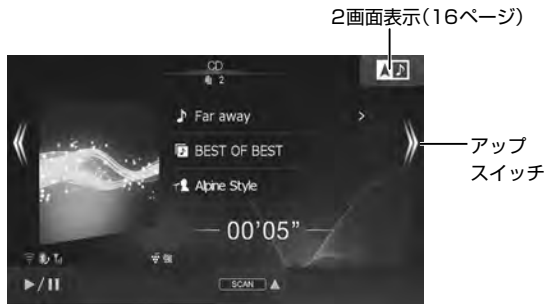 2画面表示(16ページ)
CD
2
Far away
BEST OF BEST
Alpine Style
00'05"
アップ
スイッチ
SCAN